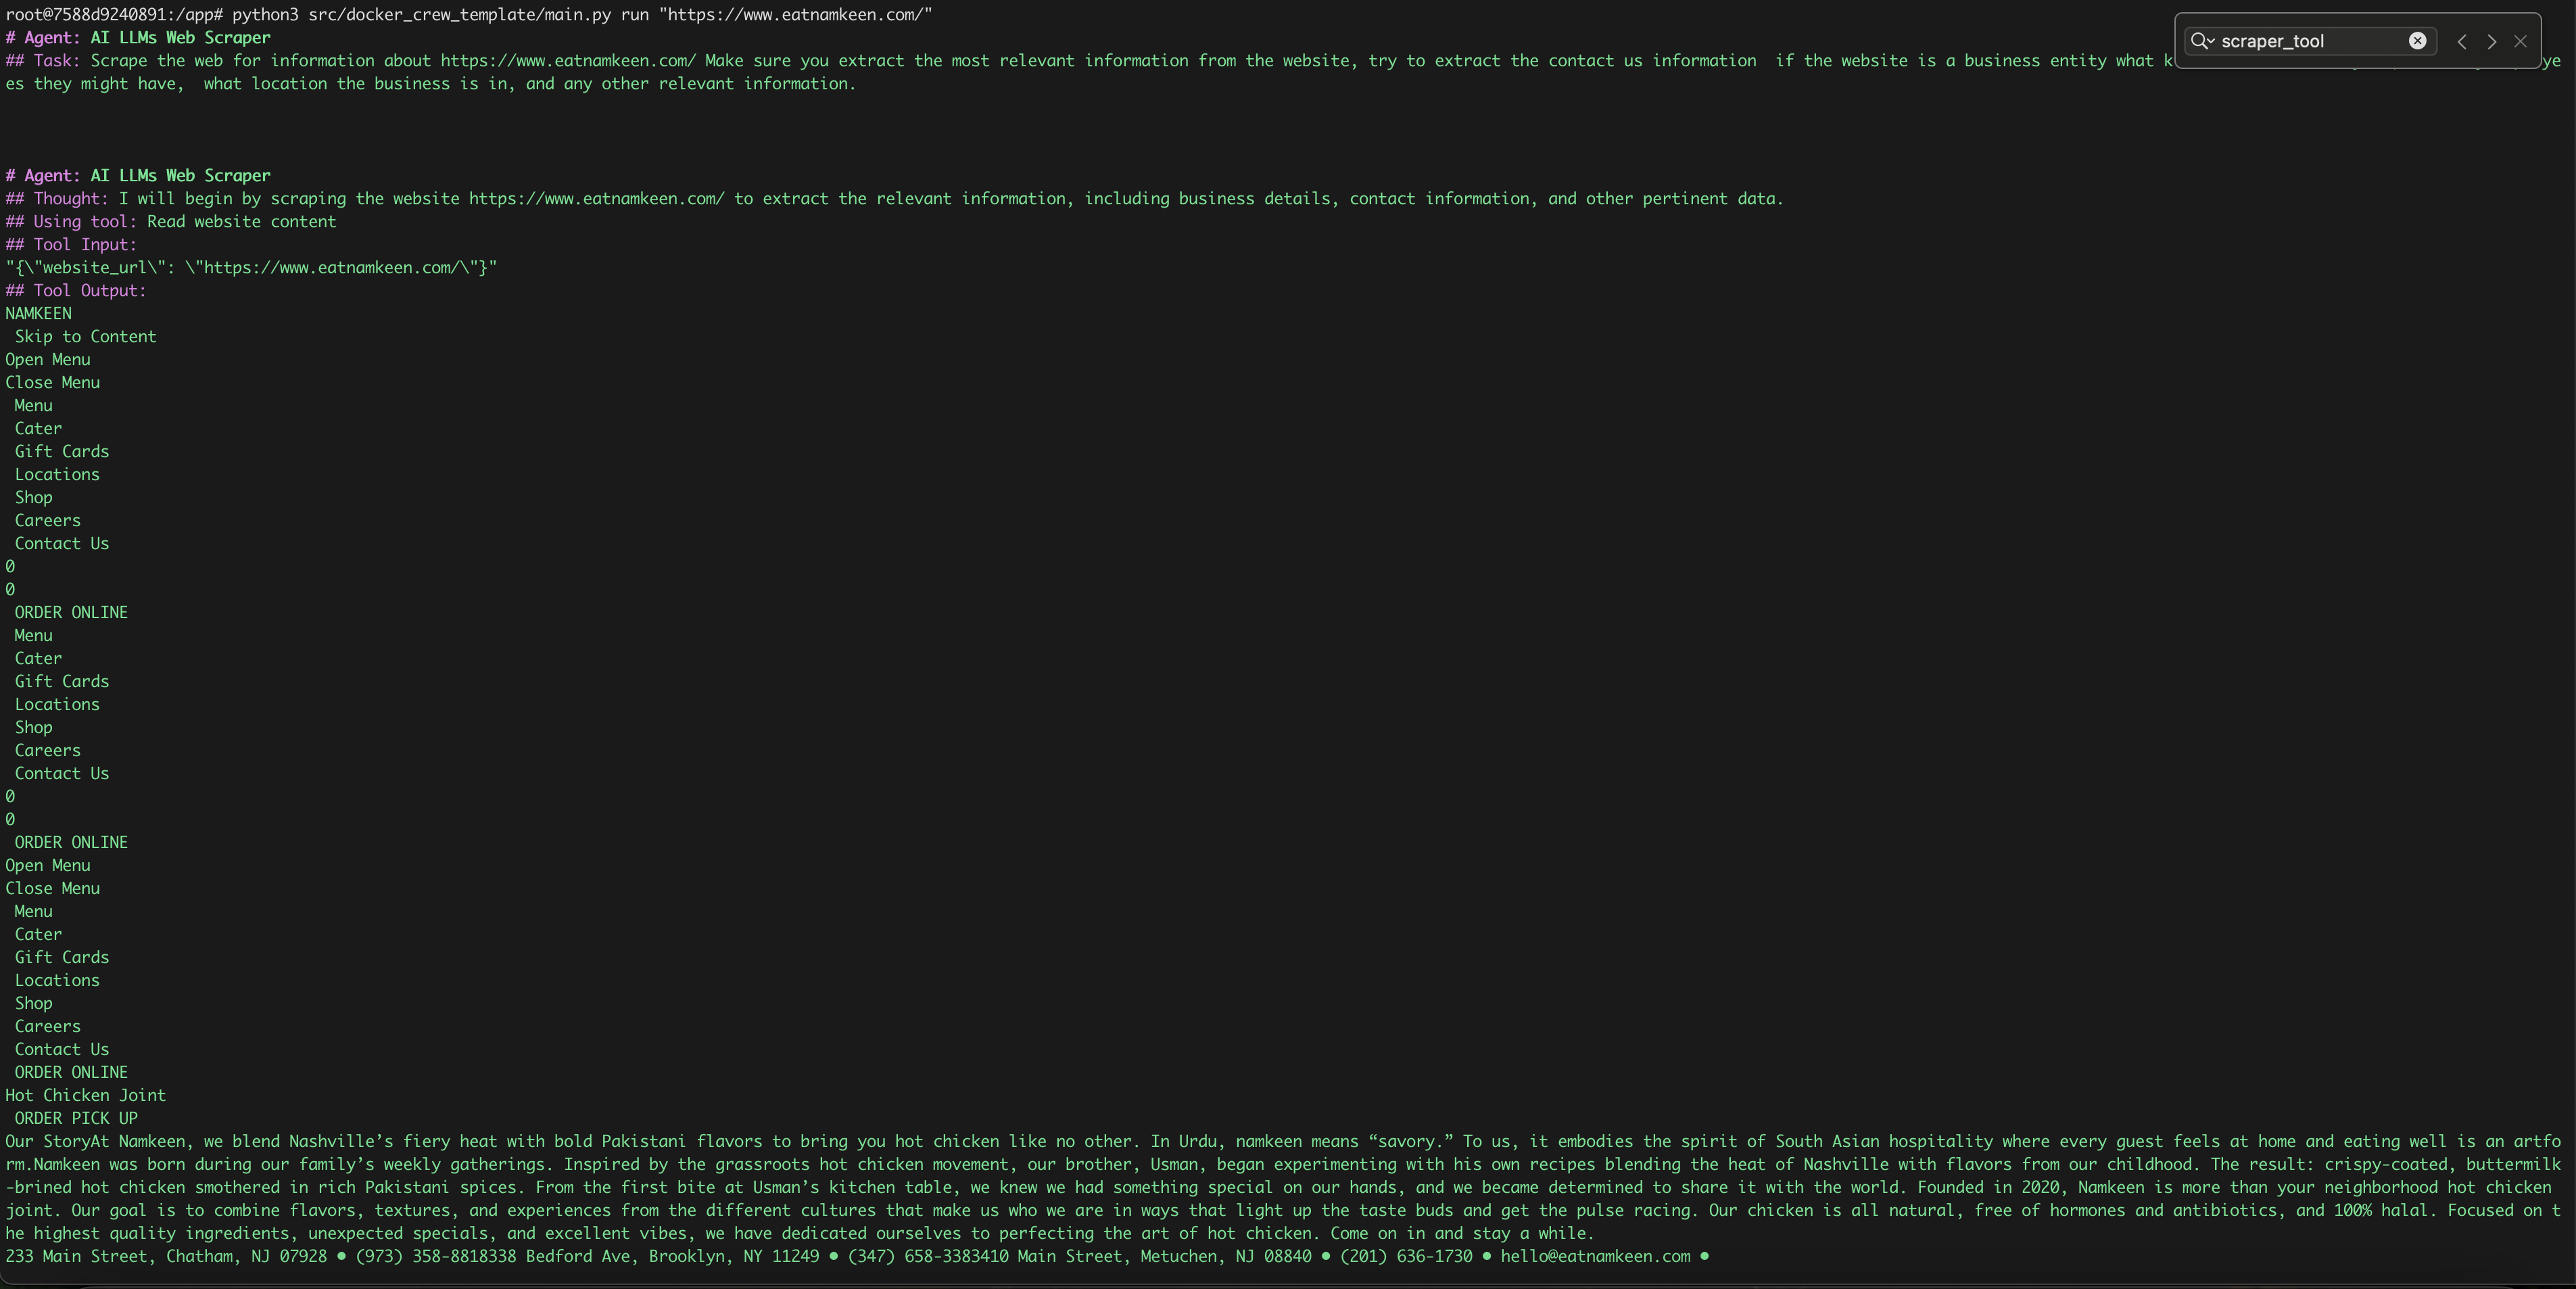 root@7588d9240891:/app# python3 src/docker_crew_template/main.py run "https://www.eatnamkeen.com/"
scraper_tool
# Agent: AI LLMs Web Scraper
## Task: Scrape the web for information about https://www.eatnamkeen.com/ Make sure you extract the most relevant information from the website, try to extract the contact us information  if the website is a business entity what k
ye
es they might have,  what location the business is in, and any other relevant information.
# Agent: AI LLMs Web Scraper
## Thought: I will begin by scraping the website https://www.eatnamkeen.com/ to extract the relevant information, including business details, contact information, and other pertinent data.
## Using tool: Read website content
## Tool Input:
"{\"website_url\": \"https://www.eatnamkeen.com/\"}"
## Tool Output:
NAMKEEN
Skip to Content
Open Menu
Close Menu
Menu
Cater
Gift Cards
Locations
Shop
Careers
Contact Us
0
0
ORDER ONLINE
Menu
Cater
Gift Cards
Locations
Shop
Careers
Contact Us
0
0
ORDER ONLINE
Open Menu
Close Menu
Menu
Cater
Gift Cards
Locations
Shop
Careers
Contact Us
ORDER ONLINE
Hot Chicken Joint
ORDER PICK UP
Our StoryAt Namkeen, we blend Nashville’s fiery heat with bold Pakistani flavors to bring you hot chicken like no other. In Urdu, namkeen means “savory.” To us, it embodies the spirit of South Asian hospitality where every guest feels at home and eating well is an artfo
rm.Namkeen was born during our family’s weekly gatherings. Inspired by the grassroots hot chicken movement, our brother, Usman, began experimenting with his own recipes blending the heat of Nashville with flavors from our childhood. The result: crispy-coated, buttermilk
-brined hot chicken smothered in rich Pakistani spices. From the first bite at Usman’s kitchen table, we knew we had something special on our hands, and we became determined to share it with the world. Founded in 2020, Namkeen is more than your neighborhood hot chicken
joint. Our goal is to combine flavors, textures, and experiences from the different cultures that make us who we are in ways that light up the taste buds and get the pulse racing. Our chicken is all natural, free of hormones and antibiotics, and 100% halal. Focused on t
he highest quality ingredients, unexpected specials, and excellent vibes, we have dedicated ourselves to perfecting the art of hot chicken. Come on in and stay a while.
233 Main Street, Chatham, NJ 07928 ● (973) 358-8818338 Bedford Ave, Brooklyn, NY 11249 ● (347) 658-3383410 Main Street, Metuchen, NJ 08840 ● (201) 636-1730 ● hello@eatnamkeen.com ●